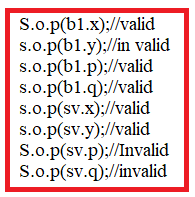 S.o.p(b1.x);//valid
s.o.p(b1.y);//in valid
s.o.p(b1.p);//valid
s.o.p(b1.q);//valid
s.o.p(sv.x);//valid
s.o.p(sv.y);//valid
S.o.p(sv.p);//Invalid
S.o.p(sv.q);//invalid